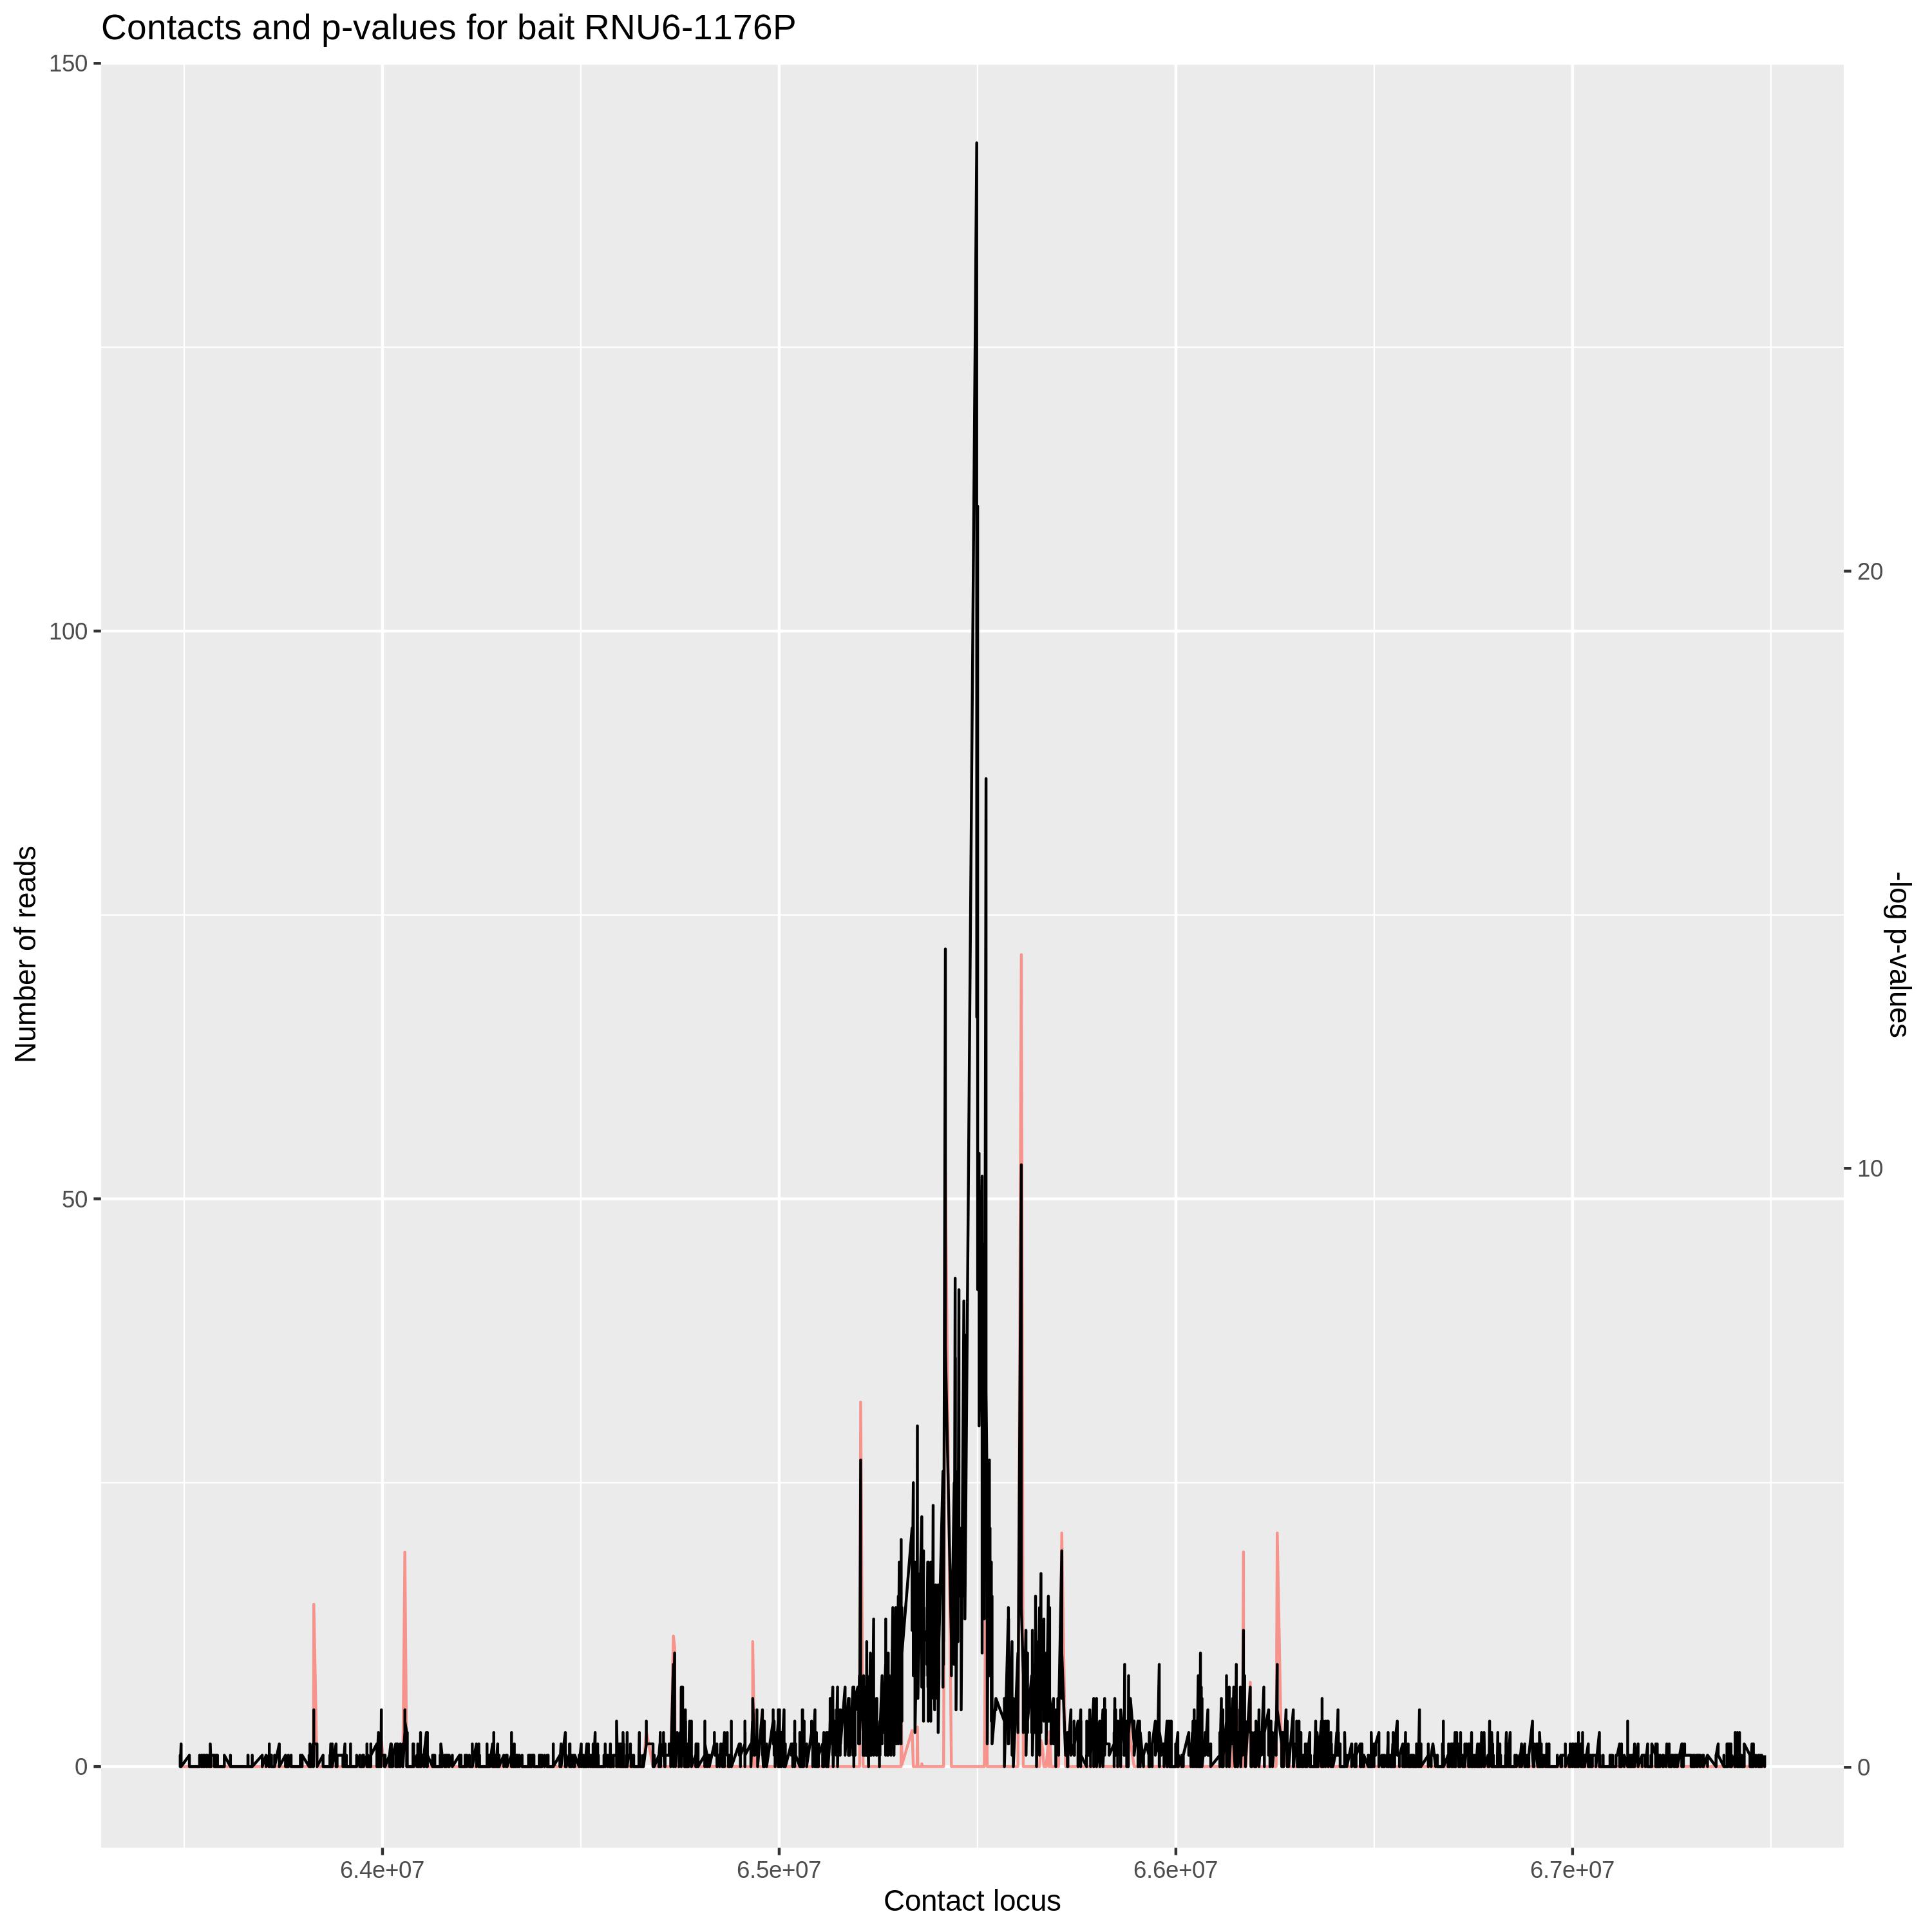 Contacts and p-values for bait RNU6-1176P
150
100
50
0
Number of reads
20
10
0
-log p-values
6.4e+07
6.5e+07
6.6e+07
6.7e+07
Contact locus